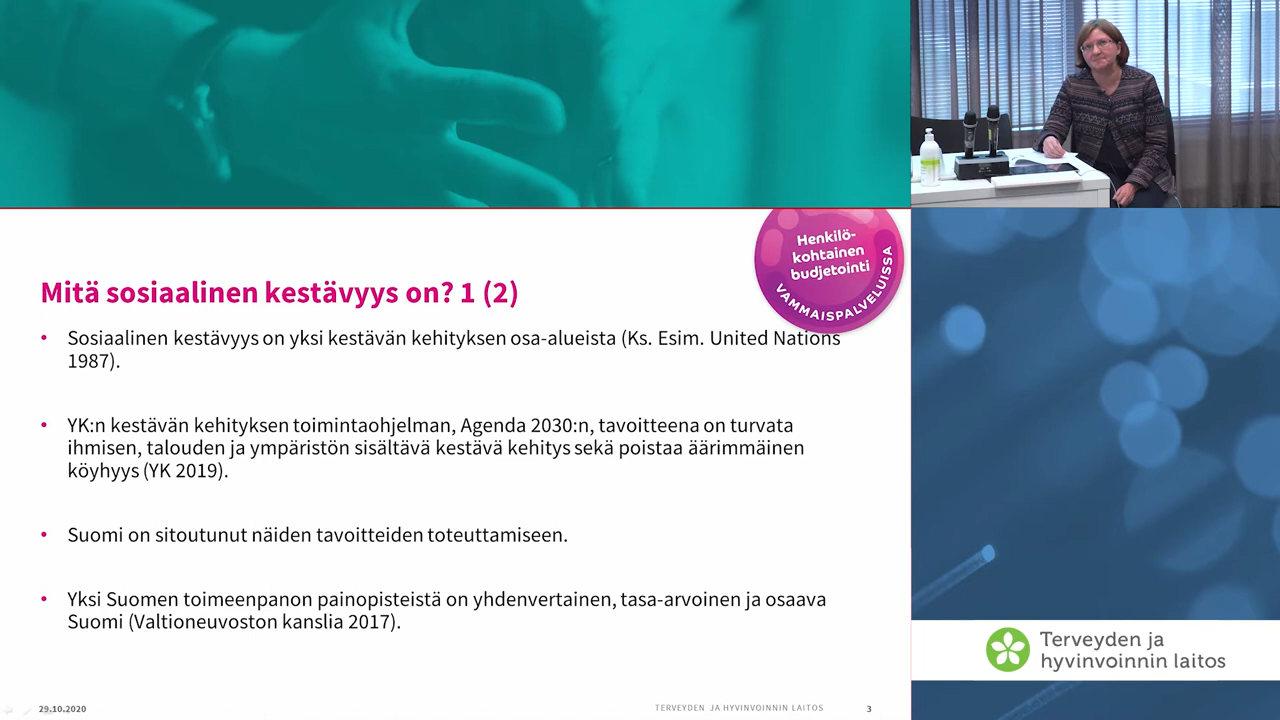 Henkilö-
kohtainen
budjetointi
VAMMAISPALVELUISSA
Mitä sosiaalinen kestävyys on? 1 (2)
• Sosiaalinen kestävyys on yksi kestävän kehityksen osa-alueista (Ks. Esim. United Nations
1987).
• YK:n kestävän kehityksen toimintaohjelman, Agenda 2030:n, tavoitteena on turvata
ihmisen, talouden ja ympäristön sisältävä kestävä kehitys sekä poistaa äärimmäinen
köyhyys (YK 2019).
• Suomi on sitoutunut näiden tavoitteiden toteuttamiseen.
• Yksi Suomen toimeenpanon painopisteistä on yhdenvertainen, tasa-arvoinen ja osaava
Suomi (Valtioneuvoston kanslia 2017).
29.10.2020
TERVEYDEN JA HYVINVOINNIN LAITOS
3
Terveyden ja
hyvinvoinnin laitos